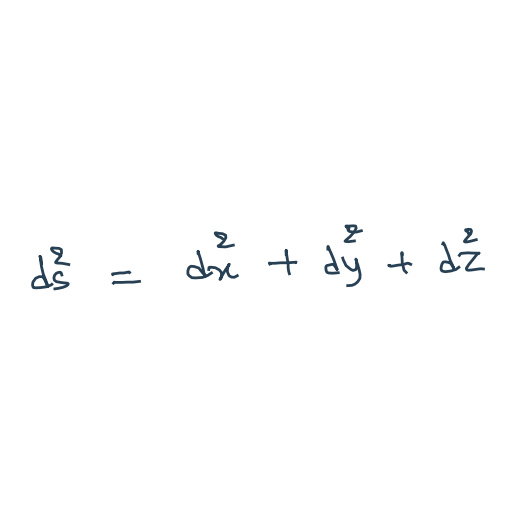 ds² = dx² + dy² + dz²